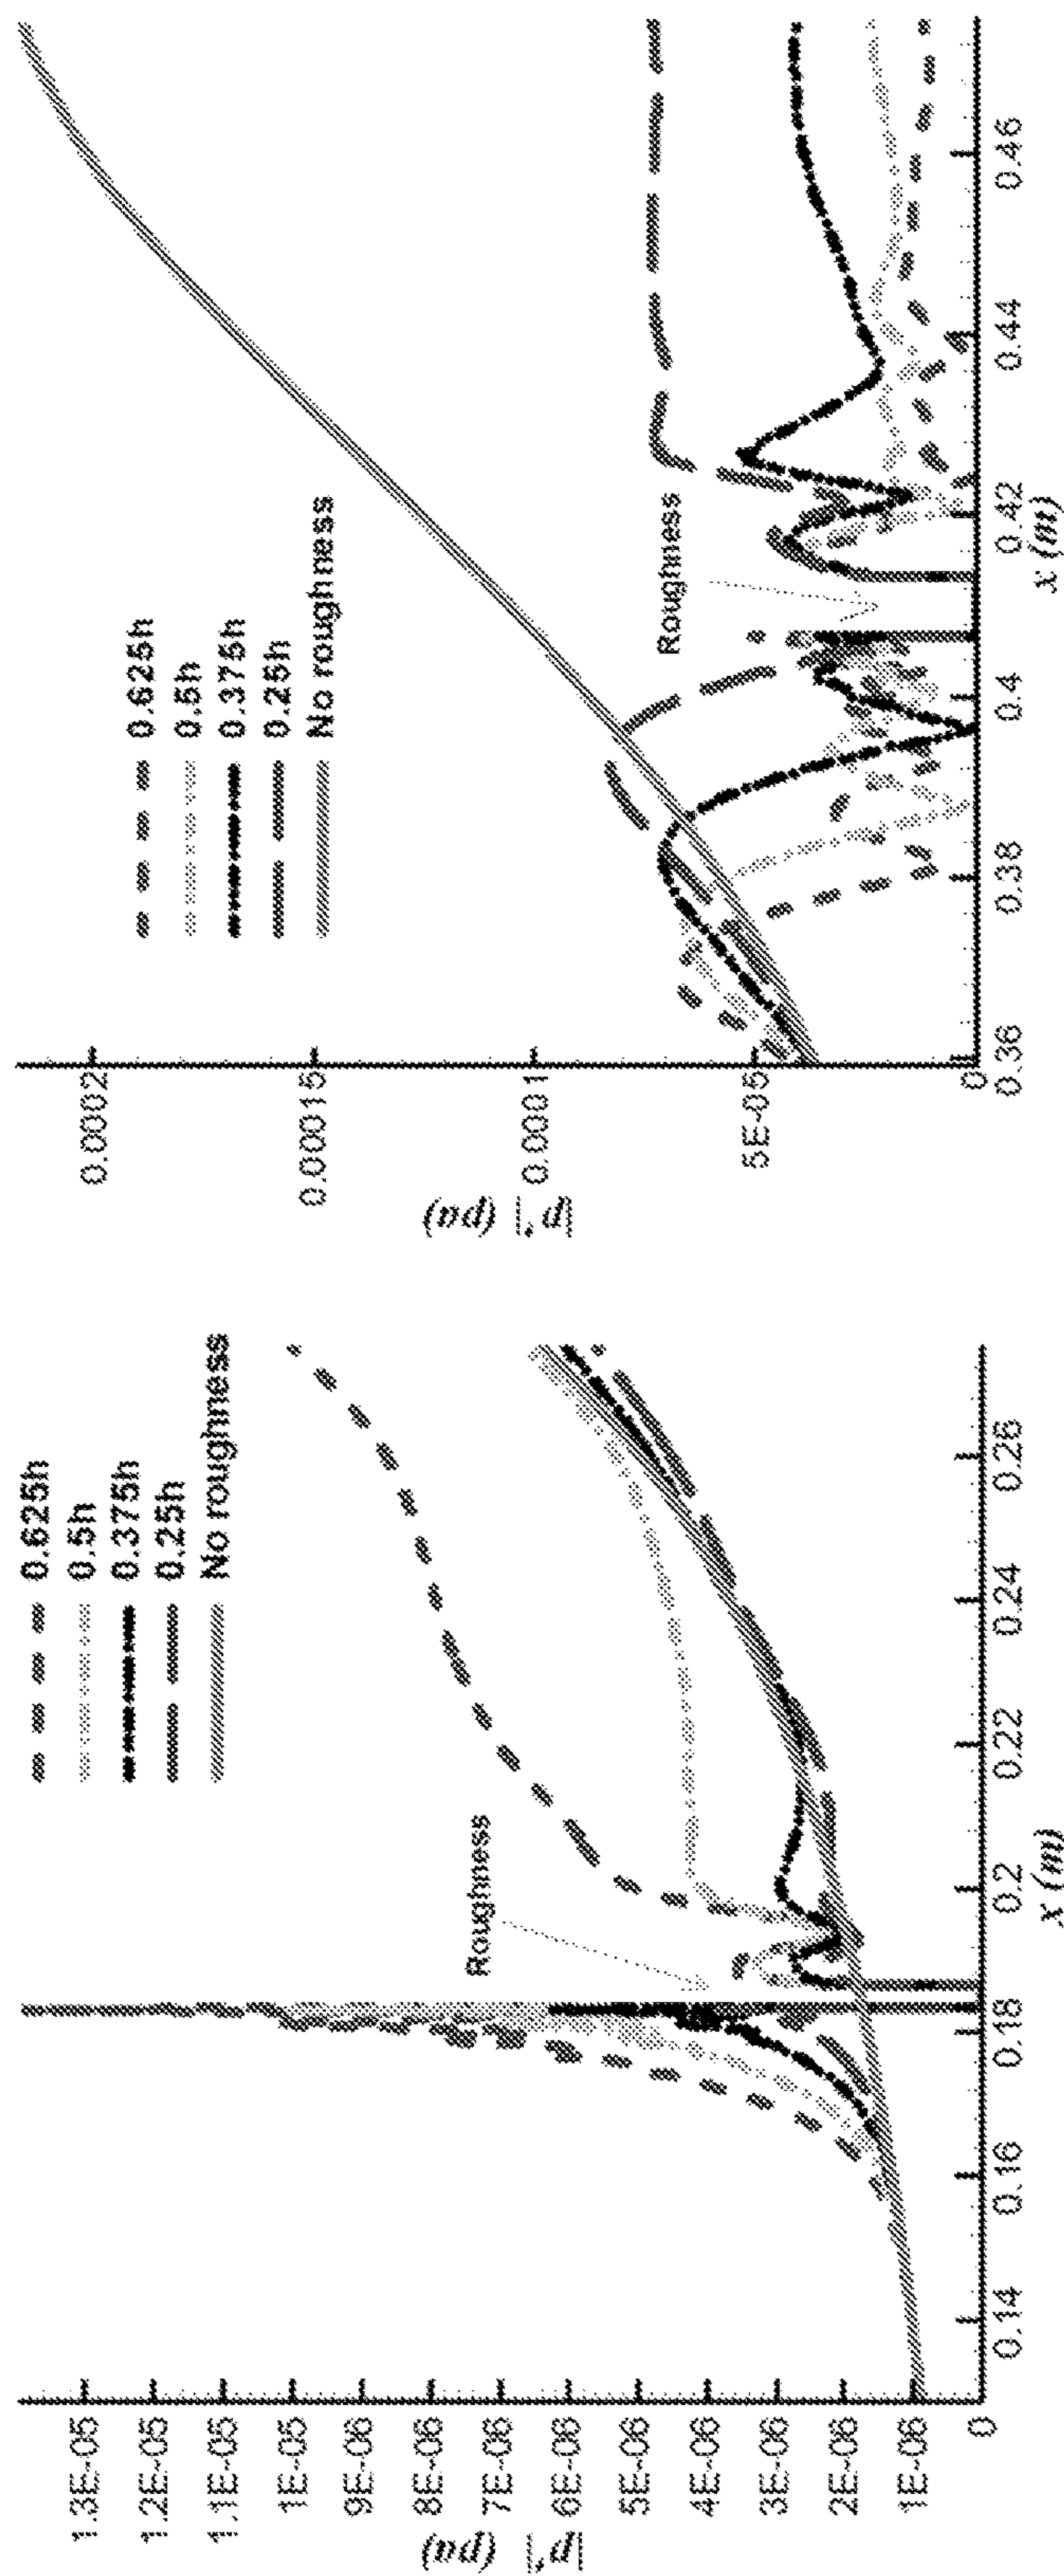 0.625h
0.5h
0.375h
0.25h
No roughness
Roughness
1.3E-05
1.2E-05
1.1E-05
1E-05
9E-06
8E-06
7E-06
6E-06
5E-06
4E-06
3E-06
2E-06
1E-06
0
|p'| (pa)
0.14
0.16
0.18
0.2
0.22
0.24
0.26
x (m)
0.625h
0.5h
0.375h
0.25h
No roughness
Roughness
0.0002
0.00015
0.0001
5E-05
0
|p'| (pa)
0.36
0.38
0.4
0.42
0.44
0.46
x (m)